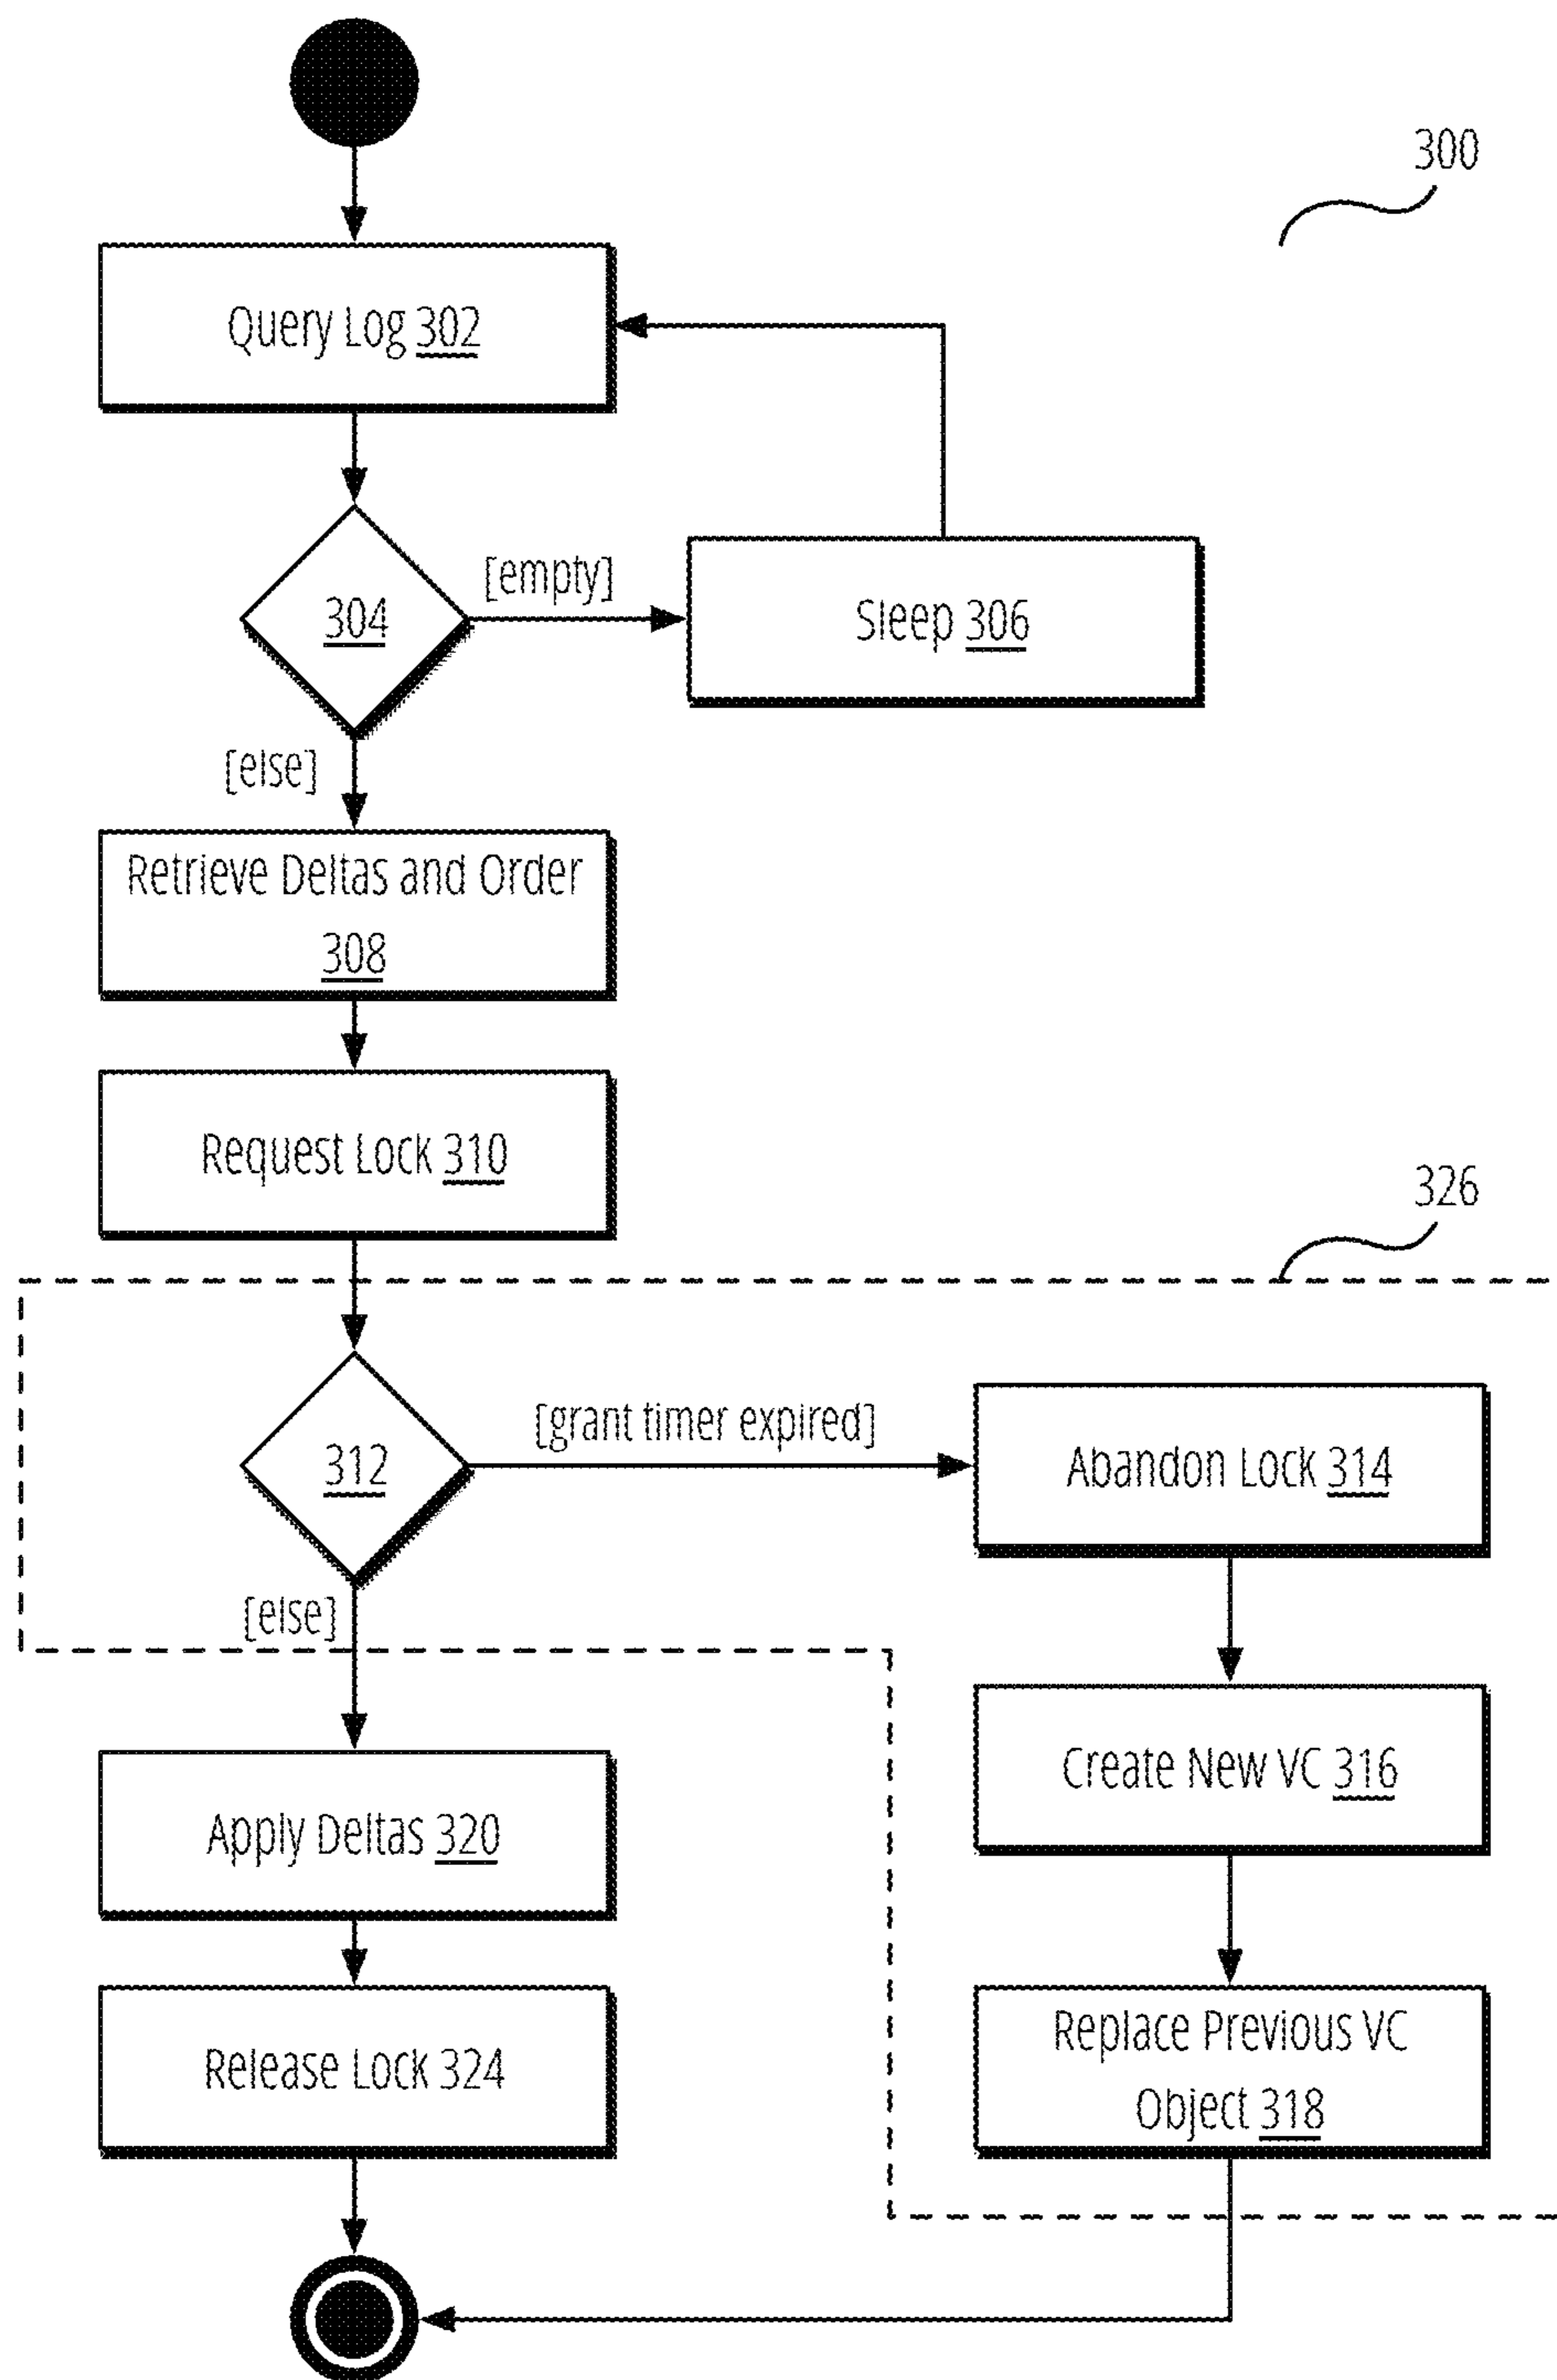 300
Query Log 302
[empty]
304
Sleep 306
[else]
Retrieve Deltas and Order
308
Request Lock 310
326
[grant timer expired]
312
Abandon Lock 314
[else]
Create New VC 316
Apply Deltas 320
Replace Previous VC
Object 318
Release Lock 324